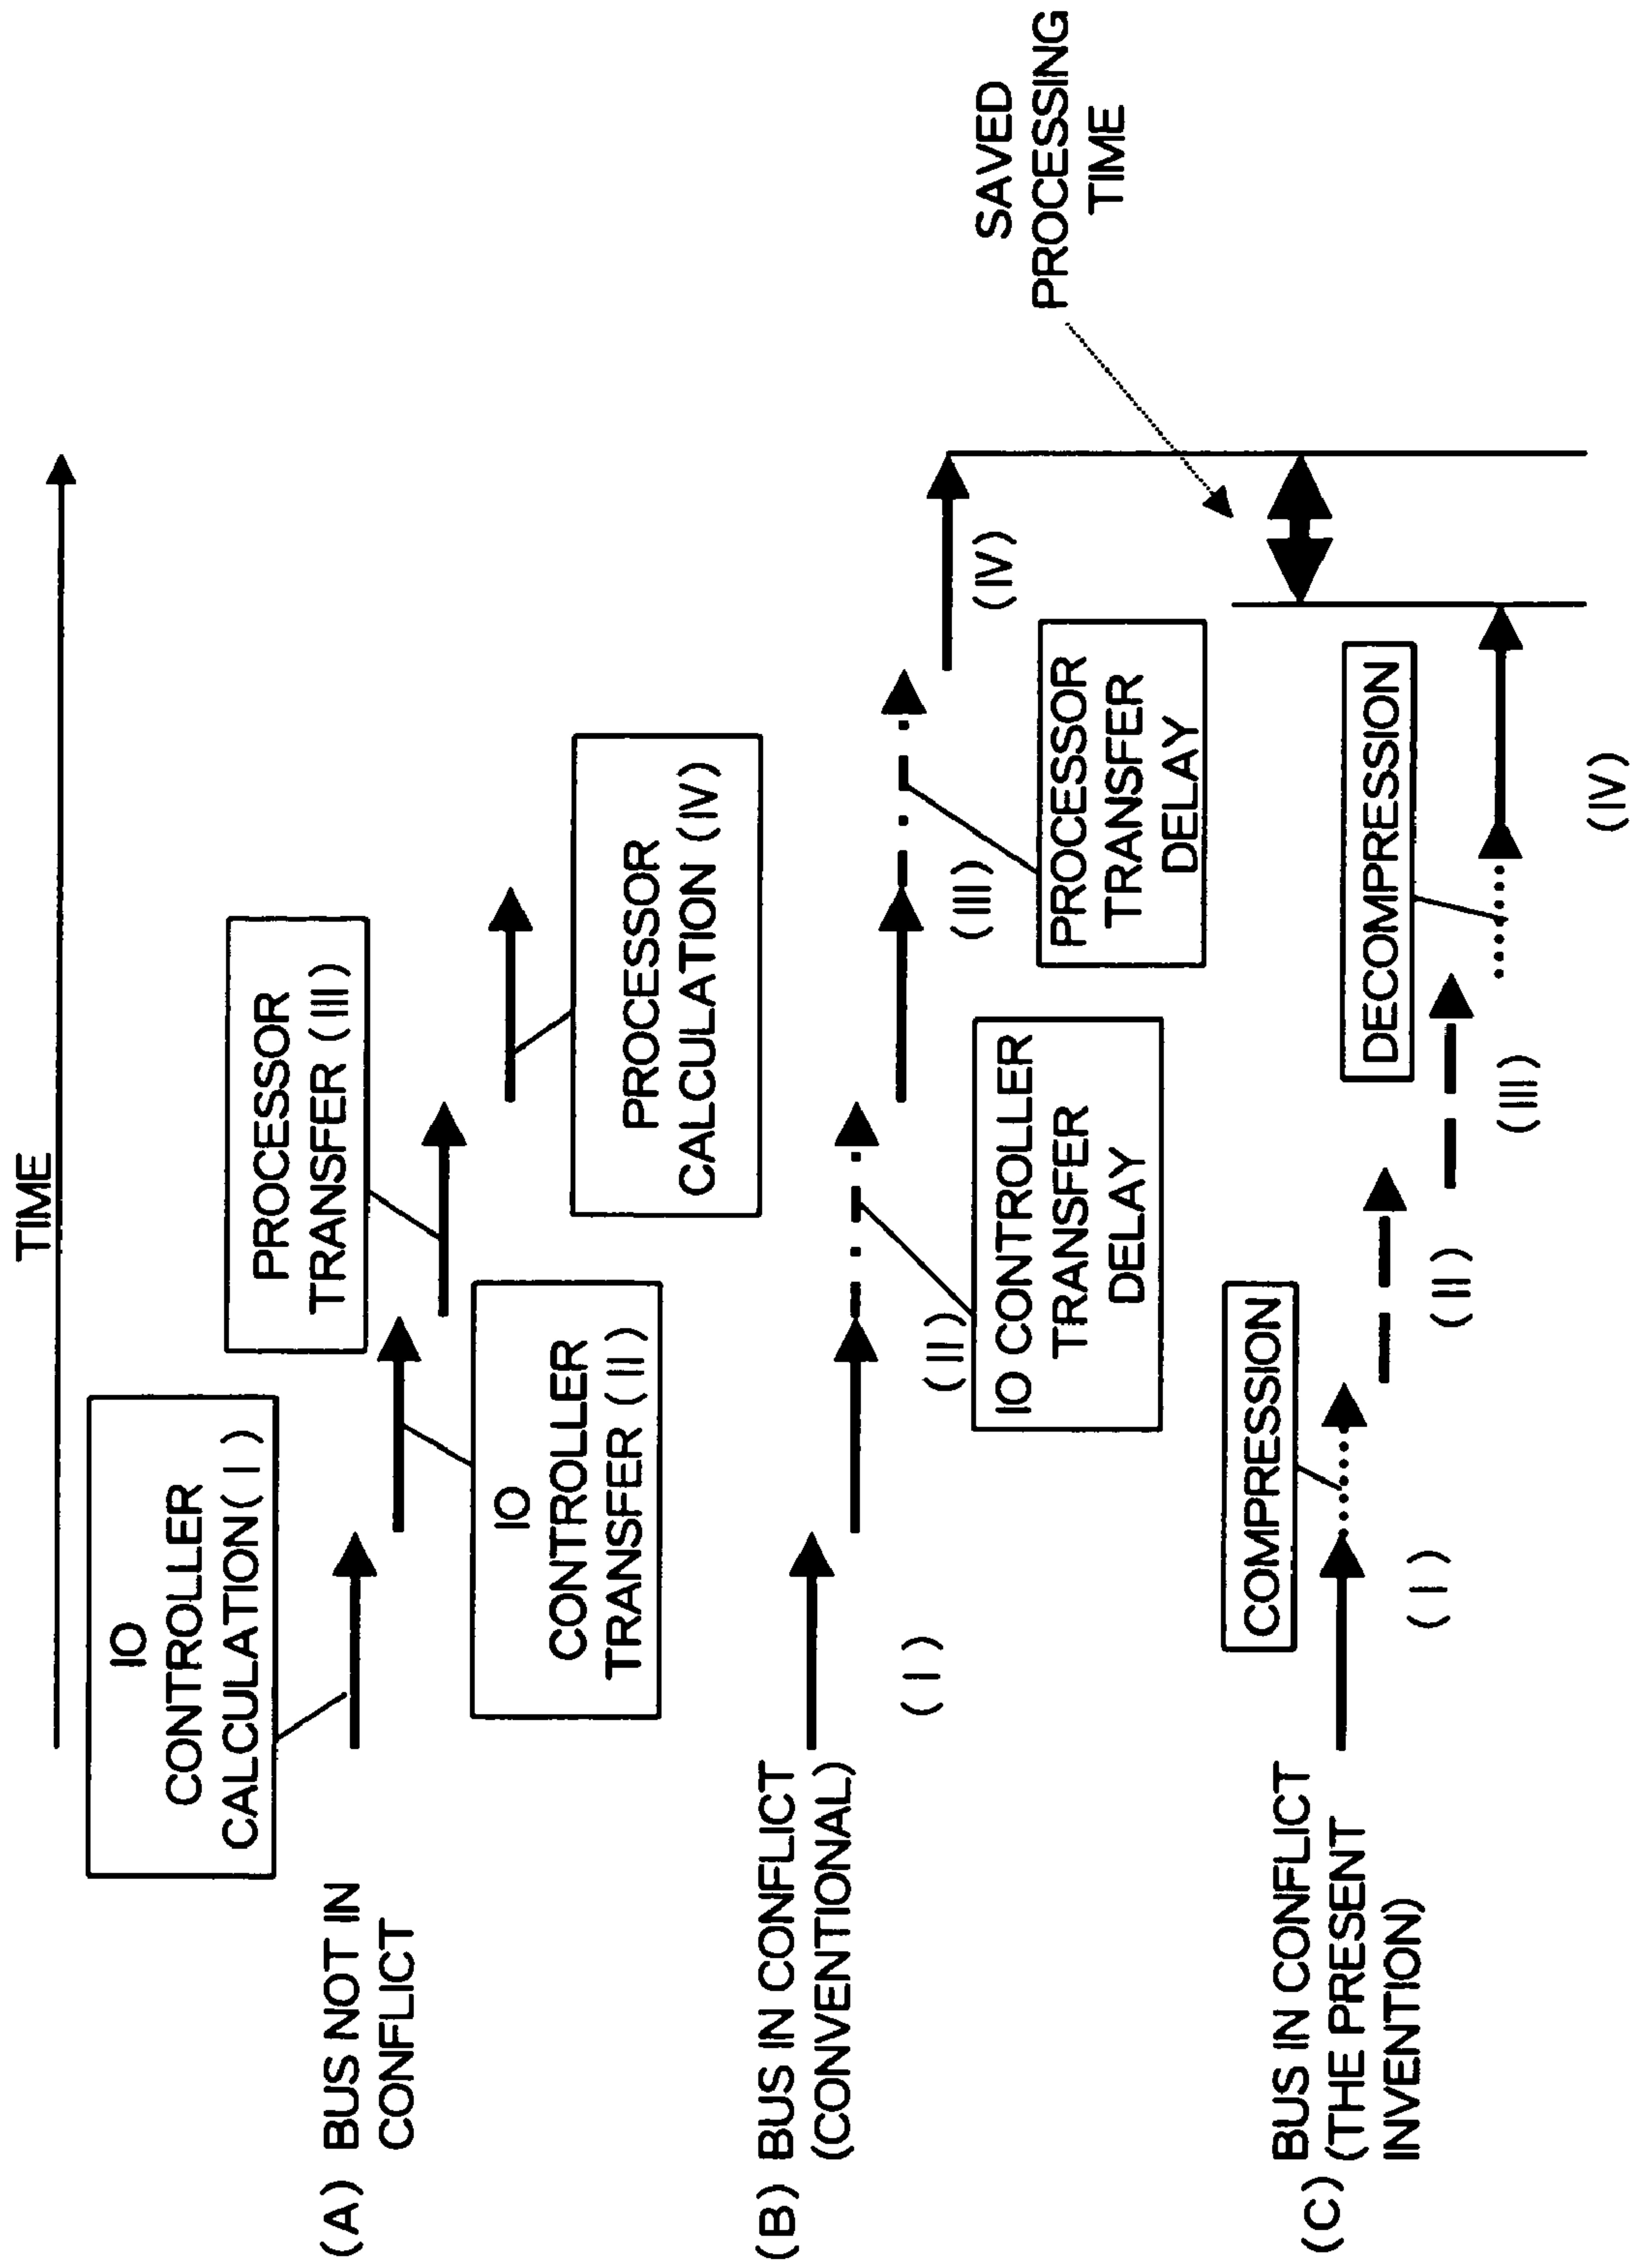 TIME
IO
CONTROLLER
CALCULATION( I )
PROCESSOR
TRANSFER (III)
(A) BUS NOT IN
CONFLICT
IO
CONTROLLER
TRANSFER (II)
PROCESSOR
CALCULATION (IV)
(B) BUS IN CONFLICT
(CONVENTIONAL)
( I )
(II)
(III)
(IV)
IO CONTROLLER
TRANSFER
DELAY
PROCESSOR
TRANSFER
DELAY
SAVED
PROCESSING
TIME
COMPRESSION
DECOMPRESSION
BUS IN CONFLICT
(C) (THE PRESENT
INVENTION)
( I )
(II)
(III)
(IV)